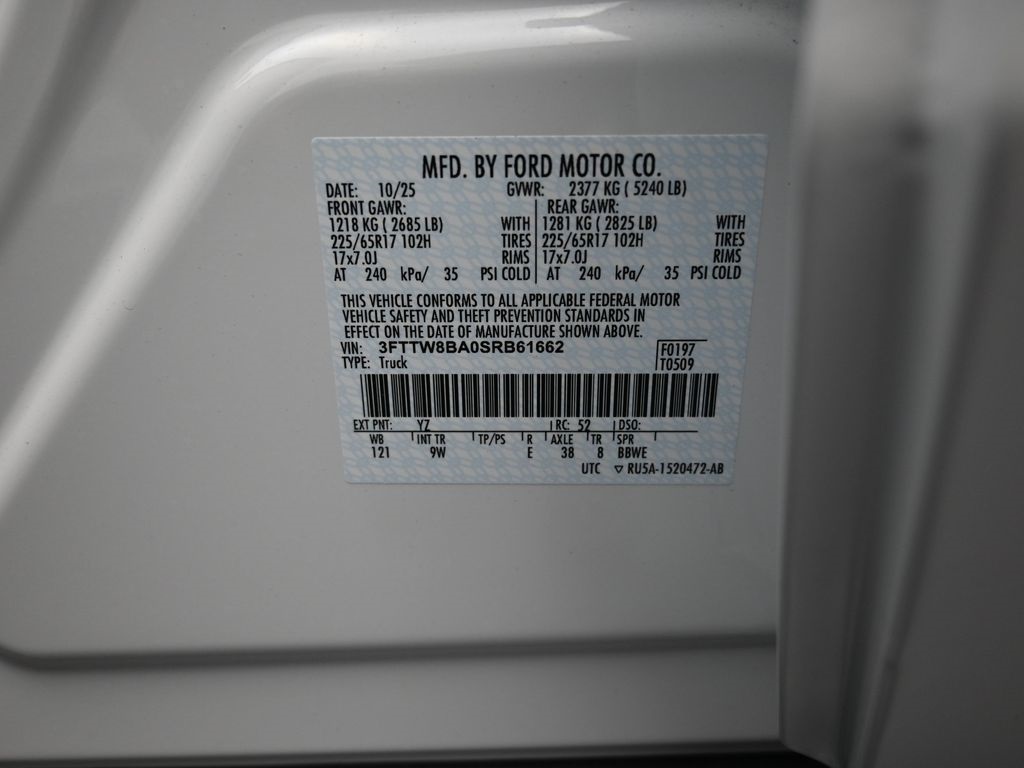 MFD. BY FORD MOTOR CO.
DATE: 10/25 GVWR: 2377 KG ( 5240 LB)
FRONT GAWR: REAR GAWR:
1218 KG ( 2685 LB) WITH 1281 KG ( 2825 LB) WITH
225/65R17 102H TIRES 225/65R17 102H TIRES
17x7.0J RIMS 17x7.0J RIMS
AT 240 kPa/ 35 PSI COLD AT 240 kPa/ 35 PSI COLD
THIS VEHICLE CONFORMS TO ALL APPLICABLE FEDERAL MOTOR
VEHICLE SAFETY AND THEFT PREVENTION STANDARDS IN
EFFECT ON THE DATE OF MANUFACTURE SHOWN ABOVE.
VIN: 3FTTW8BA0SRB61662 F0197
TYPE: Truck T0509
EXT PNT: YZ RC: 52 DSO:
WB INT TR TP/PS R AXLE TR SPR
121 9W E 38 8 BBWE
UTC ▽ RU5A-1520472-AB